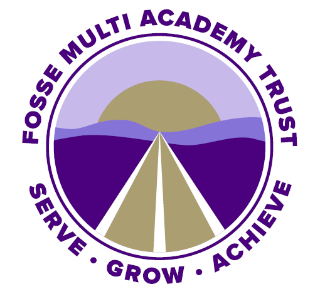 FOSSE MULTI ACADEMY TRUST
SERVE • GROW • ACHIEVE